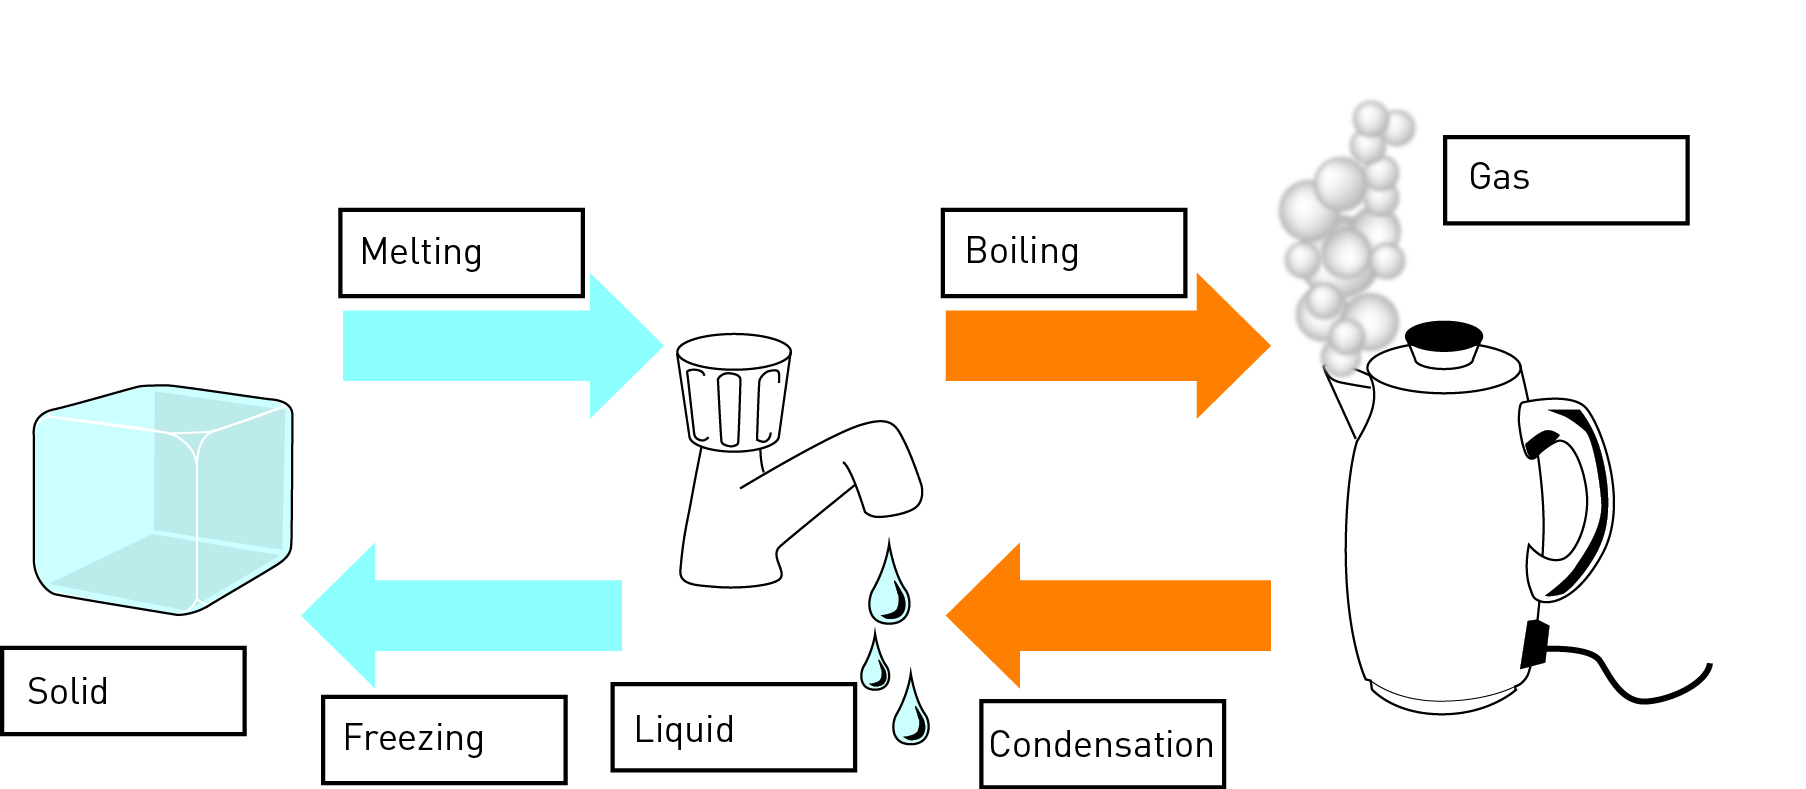 Gas
Melting
Boiling
Solid
Freezing
Liquid
Condensation